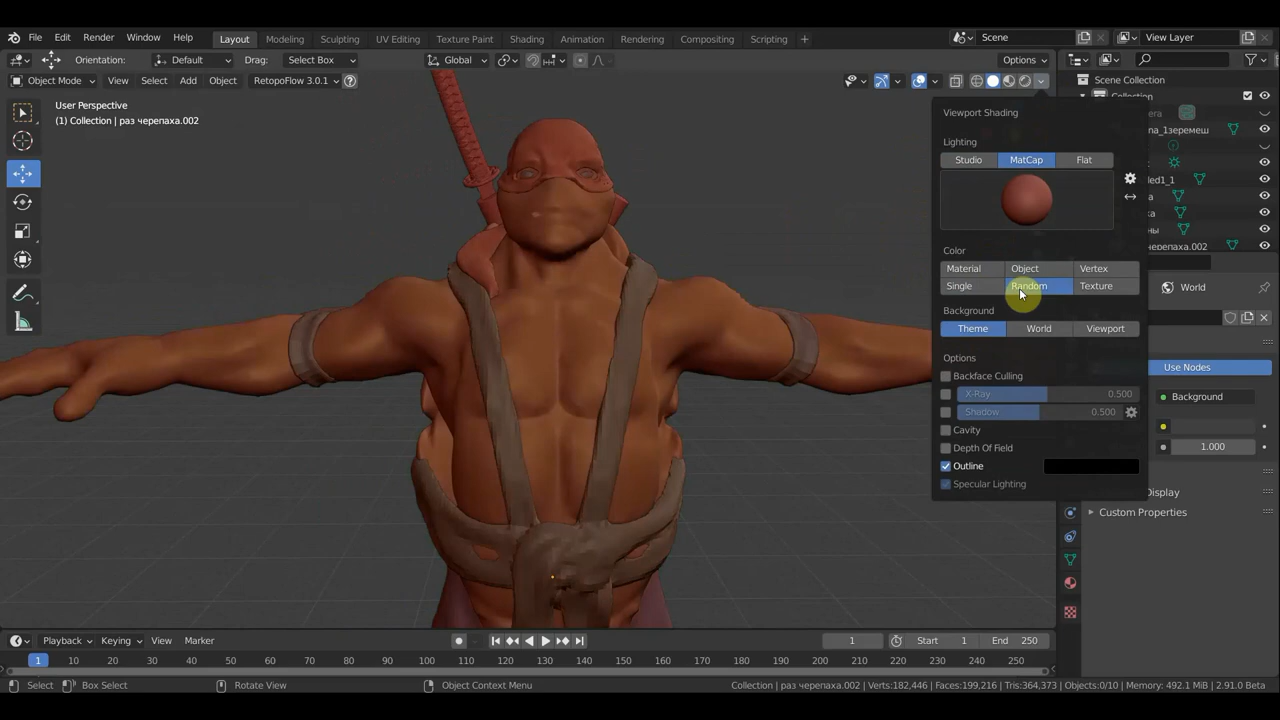 File Edit Render Window Help Layout Modeling Sculpting UV Editing Texture Paint Shading Animation Rendering Compositing Scripting + Scene View Layer
Orientation: Default Drag: Select Box Global Options
Object Mode View Select Add Object RetopoFlow 3.0.1
User Perspective
(1) Collection | раз черепаха.002
Scene Collection
Collection
Viewport Shading
Lighting
Studio MatCap Flat
Color
Material Object Vertex
Single Random Texture
Background
Theme World Viewport
Options
Backface Culling
X-Ray 0.500
Shadow 0.500
Cavity
Depth Of Field
Outline
Specular Lighting
World
Use Nodes
Background
1.000
Custom Properties
Playback Keying View Marker 1 Start 1 End 250
1 10 20 30 40 50 60 70 80 90 100 110 120 130 140 150 160 170 180 190 200 210 220 230 240 250
Select Box Select Rotate View Object Context Menu Collection | раз черепаха.002 | Verts:182,446 | Faces:199,216 | Tris:364,373 | Objects:0/10 | Memory: 492.1 MiB | 2.91.0 Beta